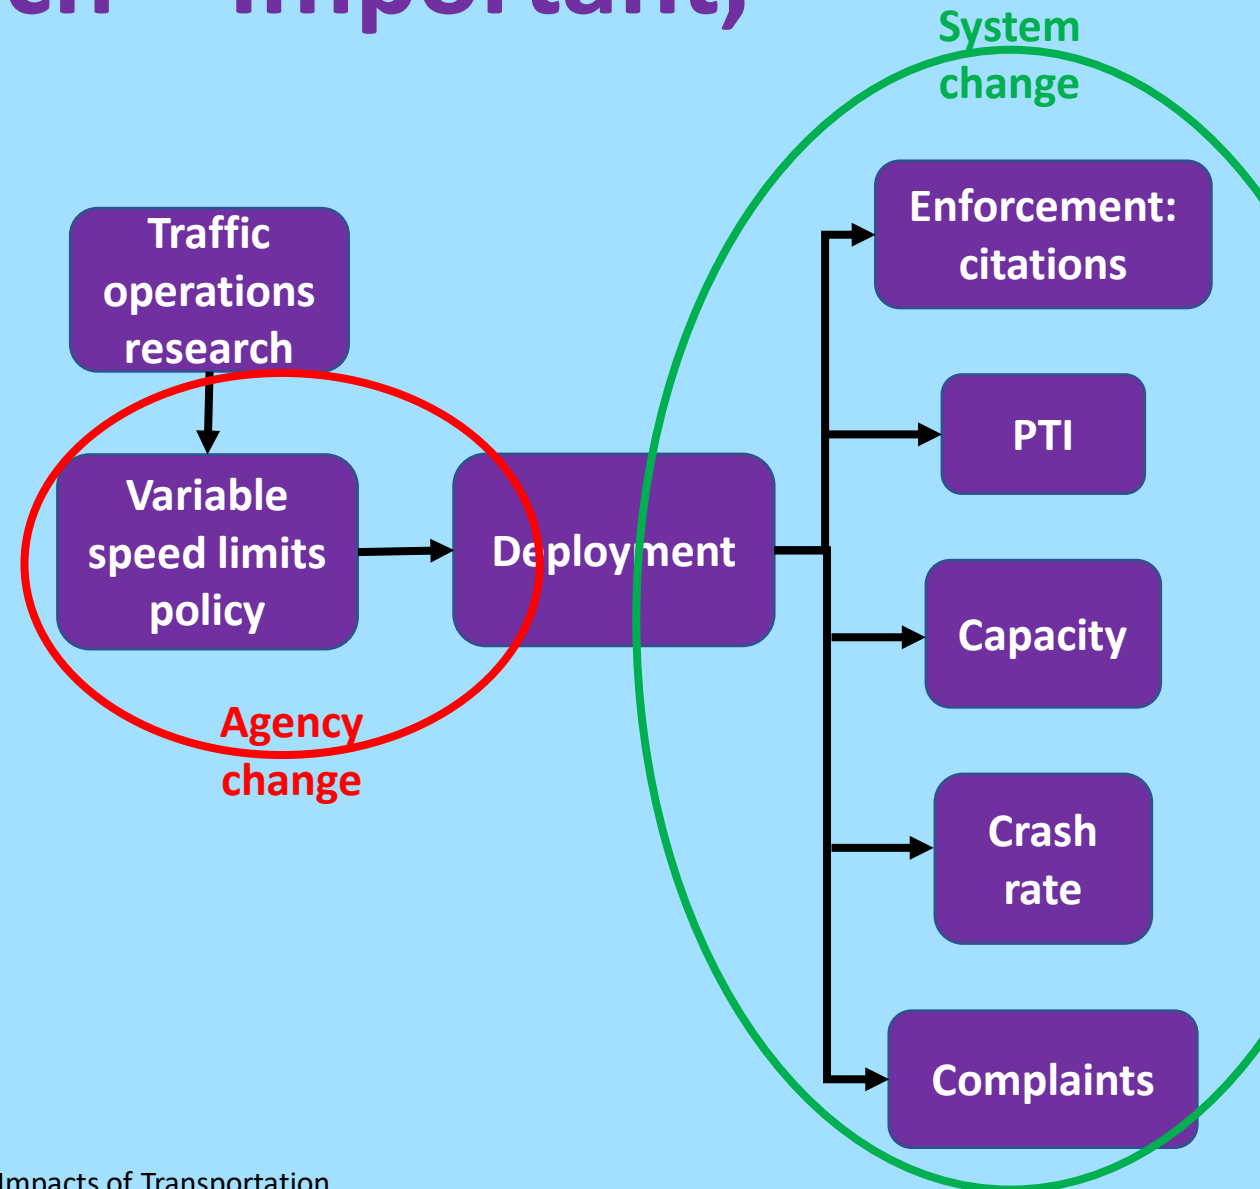 important,
System
change
Traffic
operations
research
Enforcement:
citations
PTI
Variable
speed limits
policy
Deployment
Capacity
Agency
change
Crash
rate
Complaints
Impacts of Transportation